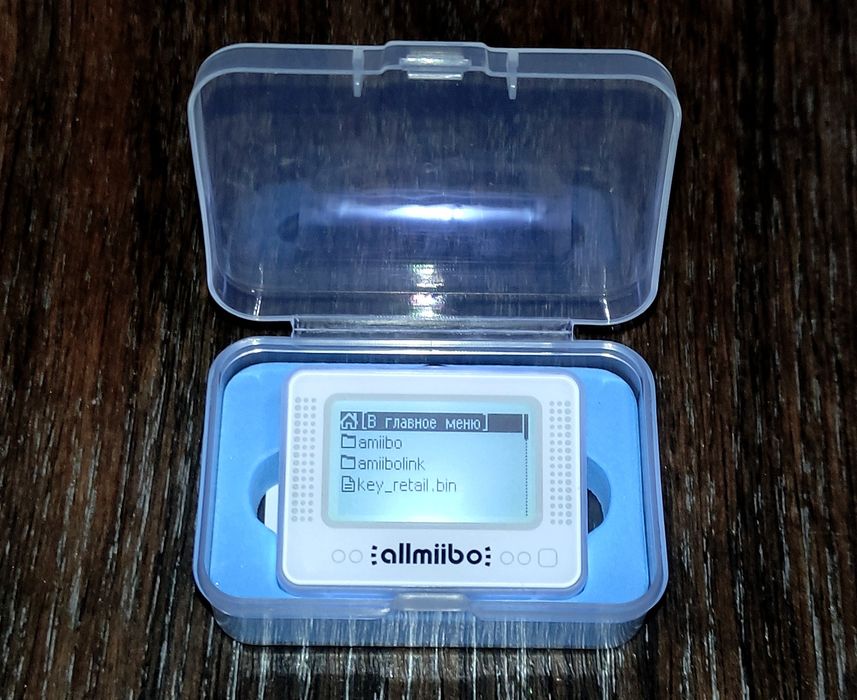 [В главное меню]
amiibo
amiibolink
key_retail.bin
allmiibo